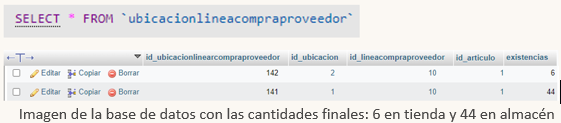 SELECT * FROM `ubicacionlineacompraproveedor`
←T→ id_ubicacionlinearcompraproveedor id_ubicacion id_lineacompraproveedor id_articulo existencias
Editar Copiar Borrar 142 2 10 1 6
Editar Copiar Borrar 141 1 10 1 44
Imagen de la base de datos con las cantidades finales: 6 en tienda y 44 en almacén